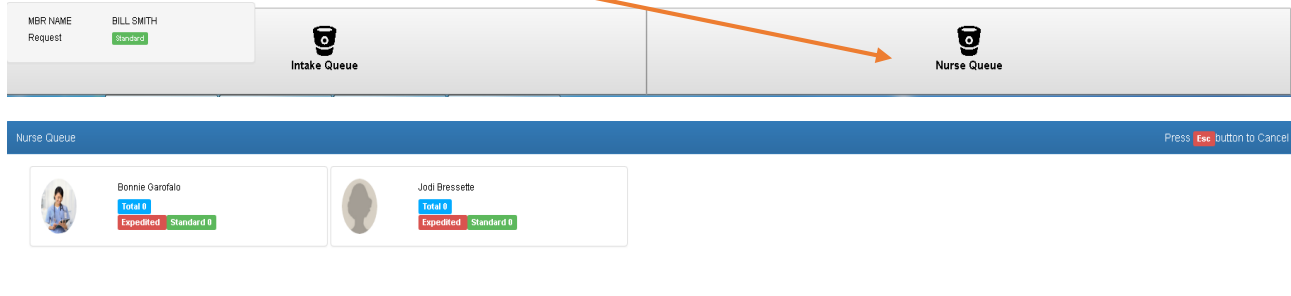 MBR NAME BILL SMITH
Request Standard
Intake Queue
Nurse Queue
Nurse Queue
Press Esc button to Cancel
Bonnie Garofalo
Total 0
Expedited Standard 0
Jodi Bressette
Total 0
Expedited Standard 0